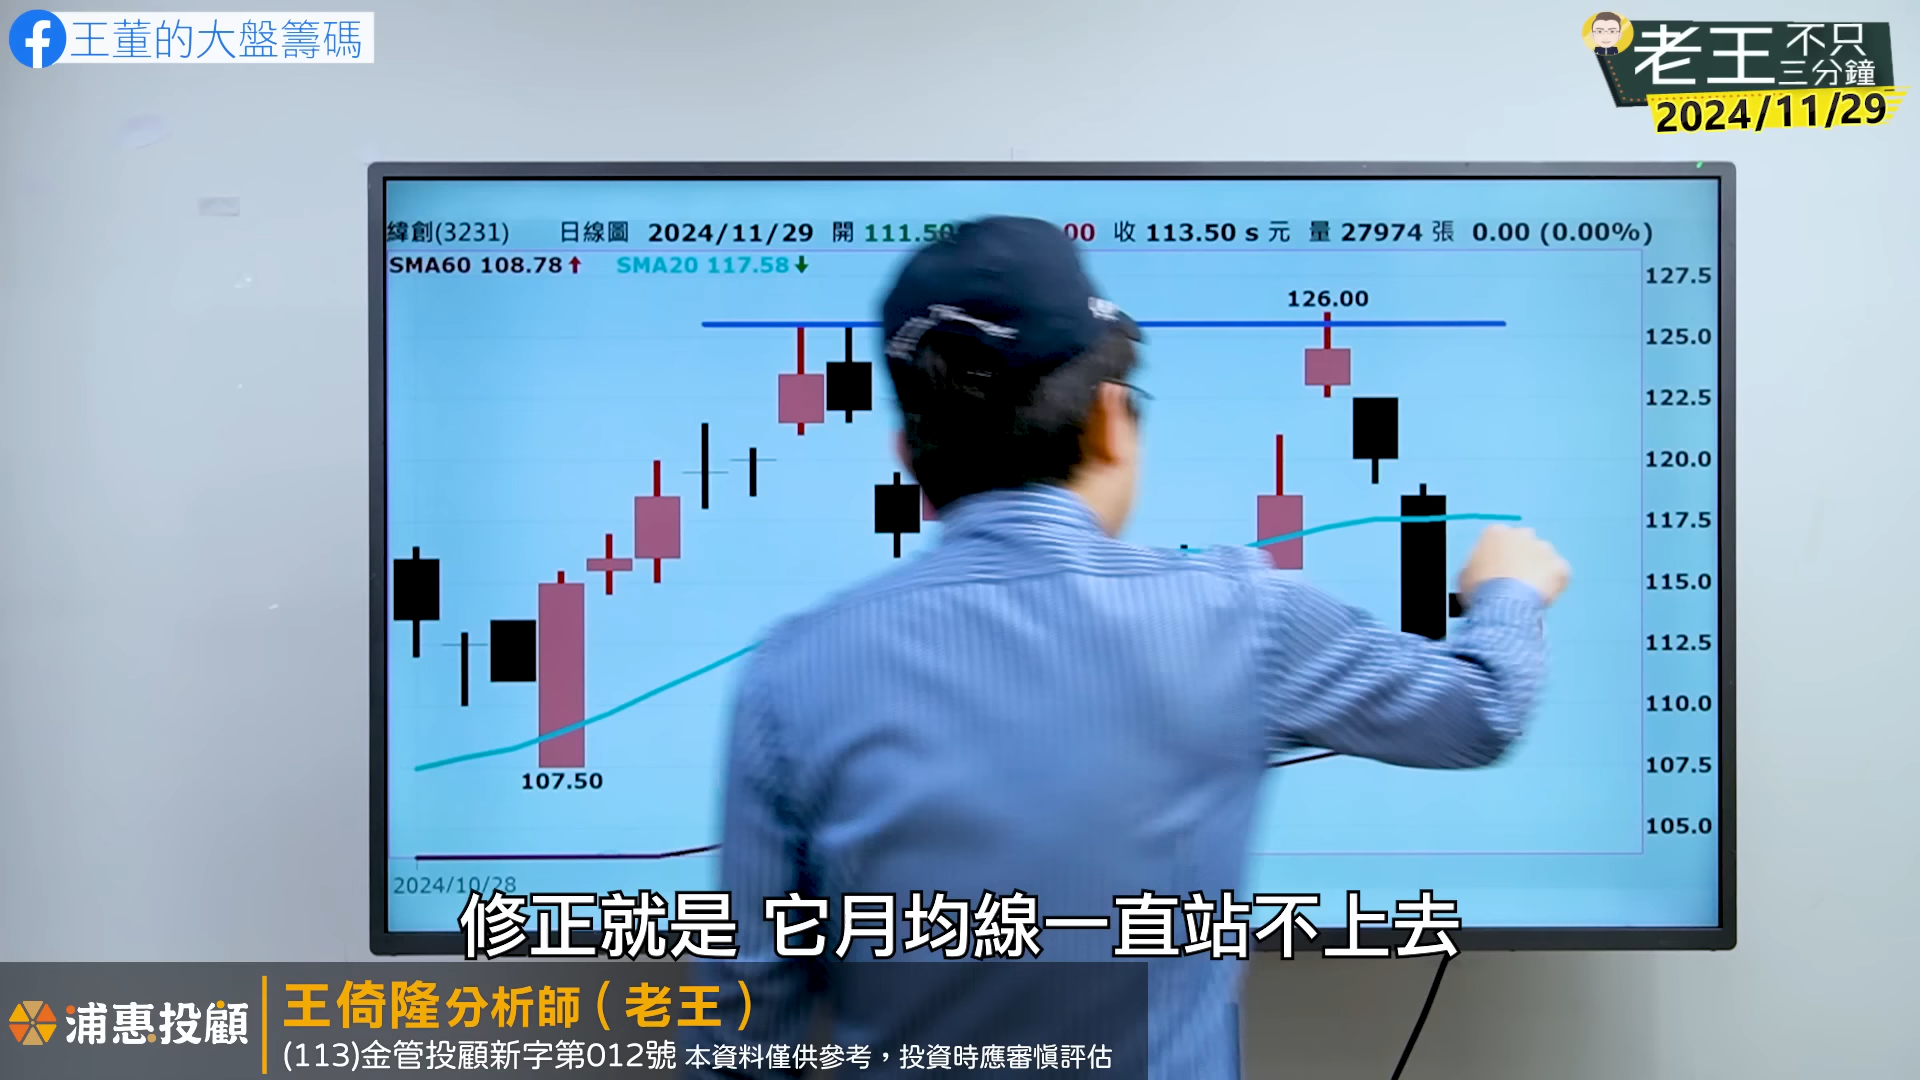 王董的大盤籌碼
老王 不只三分鐘
2024/11/29
緯創(3231) 日線圖 2024/11/29 開 111.50 00 收 113.50 s 元 量 27974 張 0.00 (0.00%)
SMA60 108.78↑ SMA20 117.58↓
127.5
126.00
125.0
122.5
120.0
117.5
115.0
112.5
110.0
107.5
107.50
105.0
2024/10/28
修正就是 它月均線一直站不上去
浦惠投顧
王倚隆分析師(老王)
(113)金管投顧新字第012號 本資料僅供參考，投資時應審慎評估